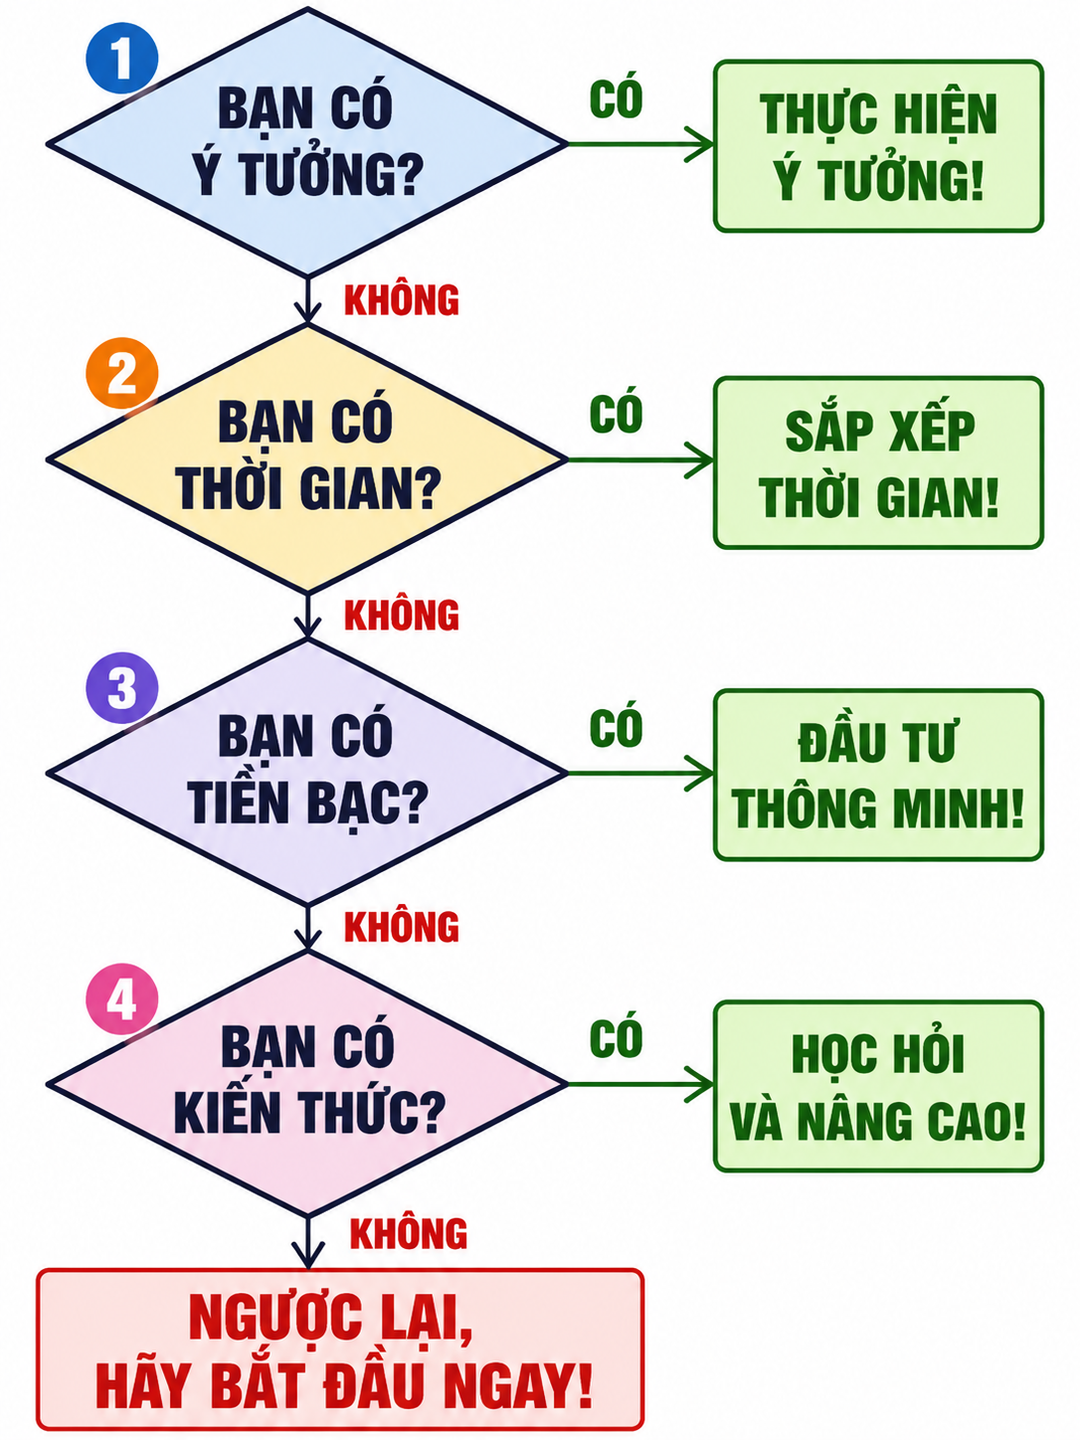 1
BẠN CÓ
Ý TƯỞNG?
CÓ
THỰC HIỆN
Ý TƯỞNG!
KHÔNG
2
BẠN CÓ
THỜI GIAN?
CÓ
SẮP XẾP
THỜI GIAN!
KHÔNG
3
BẠN CÓ
TIỀN BẠC?
CÓ
ĐẦU TƯ
THÔNG MINH!
KHÔNG
4
BẠN CÓ
KIẾN THỨC?
CÓ
HỌC HỎI
VÀ NÂNG CAO!
KHÔNG
NGƯỢC LẠI,
HÃY BẮT ĐẦU NGAY!